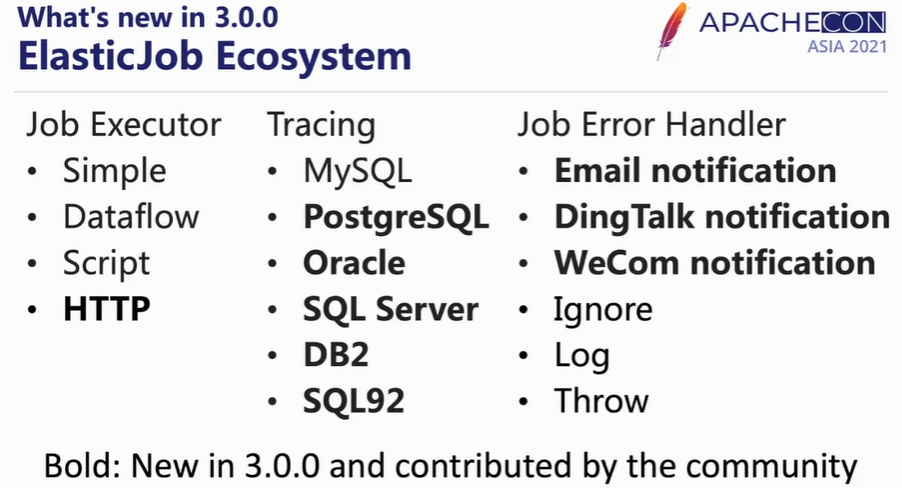 What's new in 3.0.0
ElasticJob Ecosystem
APACHECON
ASIA 2021
Job Executor
• Simple
• Dataflow
• Script
• HTTP
Tracing
• MySQL
• PostgreSQL
• Oracle
• SQL Server
• DB2
• SQL92
Job Error Handler
• Email notification
• DingTalk notification
• WeCom notification
• Ignore
• Log
• Throw
Bold: New in 3.0.0 and contributed by the community